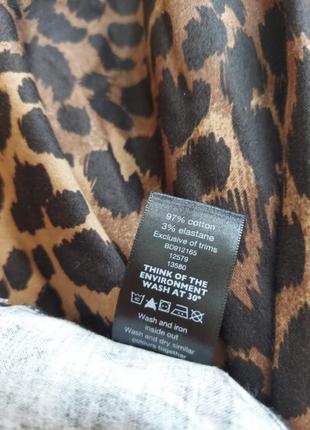 97% cotton
3% elastane
Exclusive of trims
BD912165
12579
13580
THINK OF THE
ENVIRONMENT
WASH AT 30°
Wash and iron
inside out
Wash and dry similar
colours together